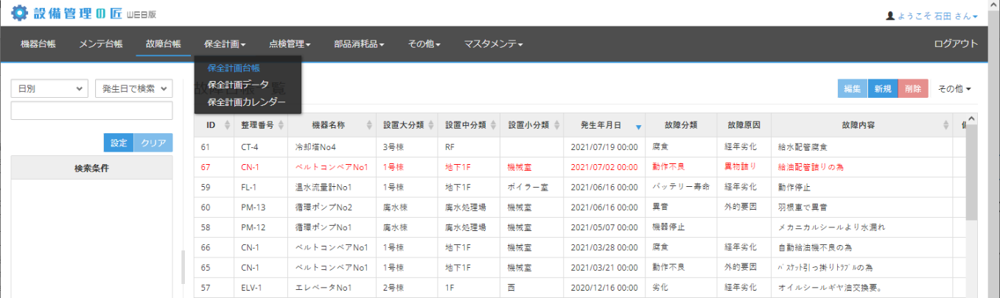 設備管理の匠 WEB版
ようこそ 石田 さん
機器台帳 メンテ台帳 故障台帳 保全計画 点検管理 部品消耗品 その他 マスタメンテ ログアウト
保全計画台帳
保全計画データ
保全計画カレンダー
日別 発生日で検索
編集 新規 削除 その他
設定 クリア
検索条件
ID 整理番号 機器名称 設置大分類 設置中分類 設置小分類 発生年月日 故障分類 故障原因 故障内容
61 CT-4 冷却塔No4 3号棟 RF 2021/07/19 00:00 腐食 経年劣化 給水配管腐食
67 CN-1 ベルトコンベアNo1 1号棟 地下1F 機械室 2021/07/02 00:00 動作不良 異物詰り 給油配管詰りの為
59 FL-1 温水流量計No1 1号棟 地下1F ボイラー室 2021/06/16 00:00 バッテリー寿命 経年劣化 動作停止
60 PM-13 循環ポンプNo2 廃水棟 廃水処理場 機械室 2021/06/16 00:00 異音 外的要因 羽根車で異音
58 PM-12 循環ポンプNo1 廃水棟 廃水処理場 機械室 2021/05/07 00:00 機器停止 メカニカルシールより水漏れ
66 CN-1 ベルトコンベアNo1 1号棟 地下1F 機械室 2021/03/28 00:00 腐食 経年劣化 自動給油機不良の為
65 CN-1 ベルトコンベアNo1 1号棟 地下1F 機械室 2021/03/21 00:00 動作不良 外的要因 ﾊﾞｽｹｯﾄ引っ掛りﾄﾗﾌﾞﾙの為
57 ELV-1 エレベータNo1 2号棟 1F 西 2020/12/16 00:00 劣化 経年劣化 オイルシールギヤ油交換要。